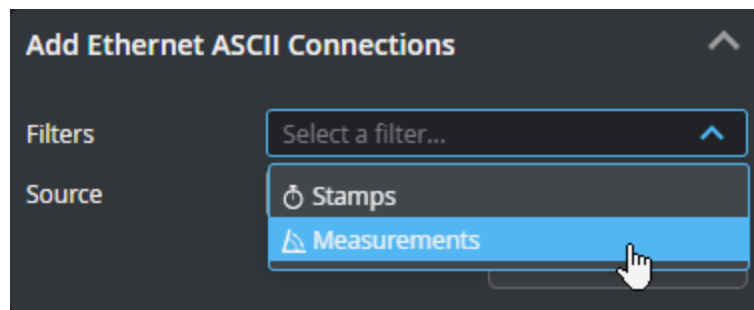 Add Ethernet ASCII Connections
Filters
Select a filter...
Source
Stamps
Measurements